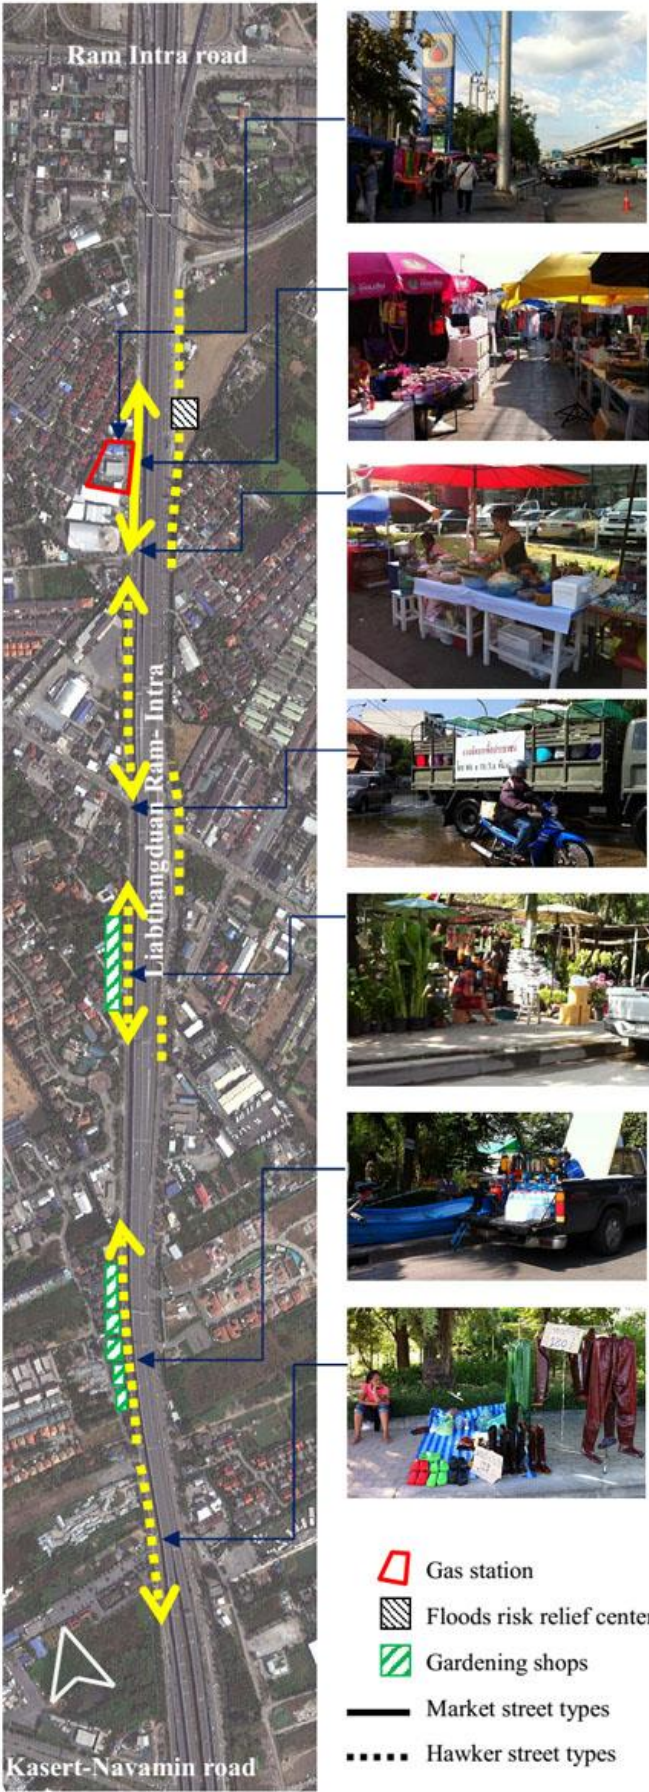 Ram Intra road
Liabthangduan Ram- Intra
Kasert-Navamin road
Gas station
Floods risk relief center
Gardening shops
Market street types
Hawker street types